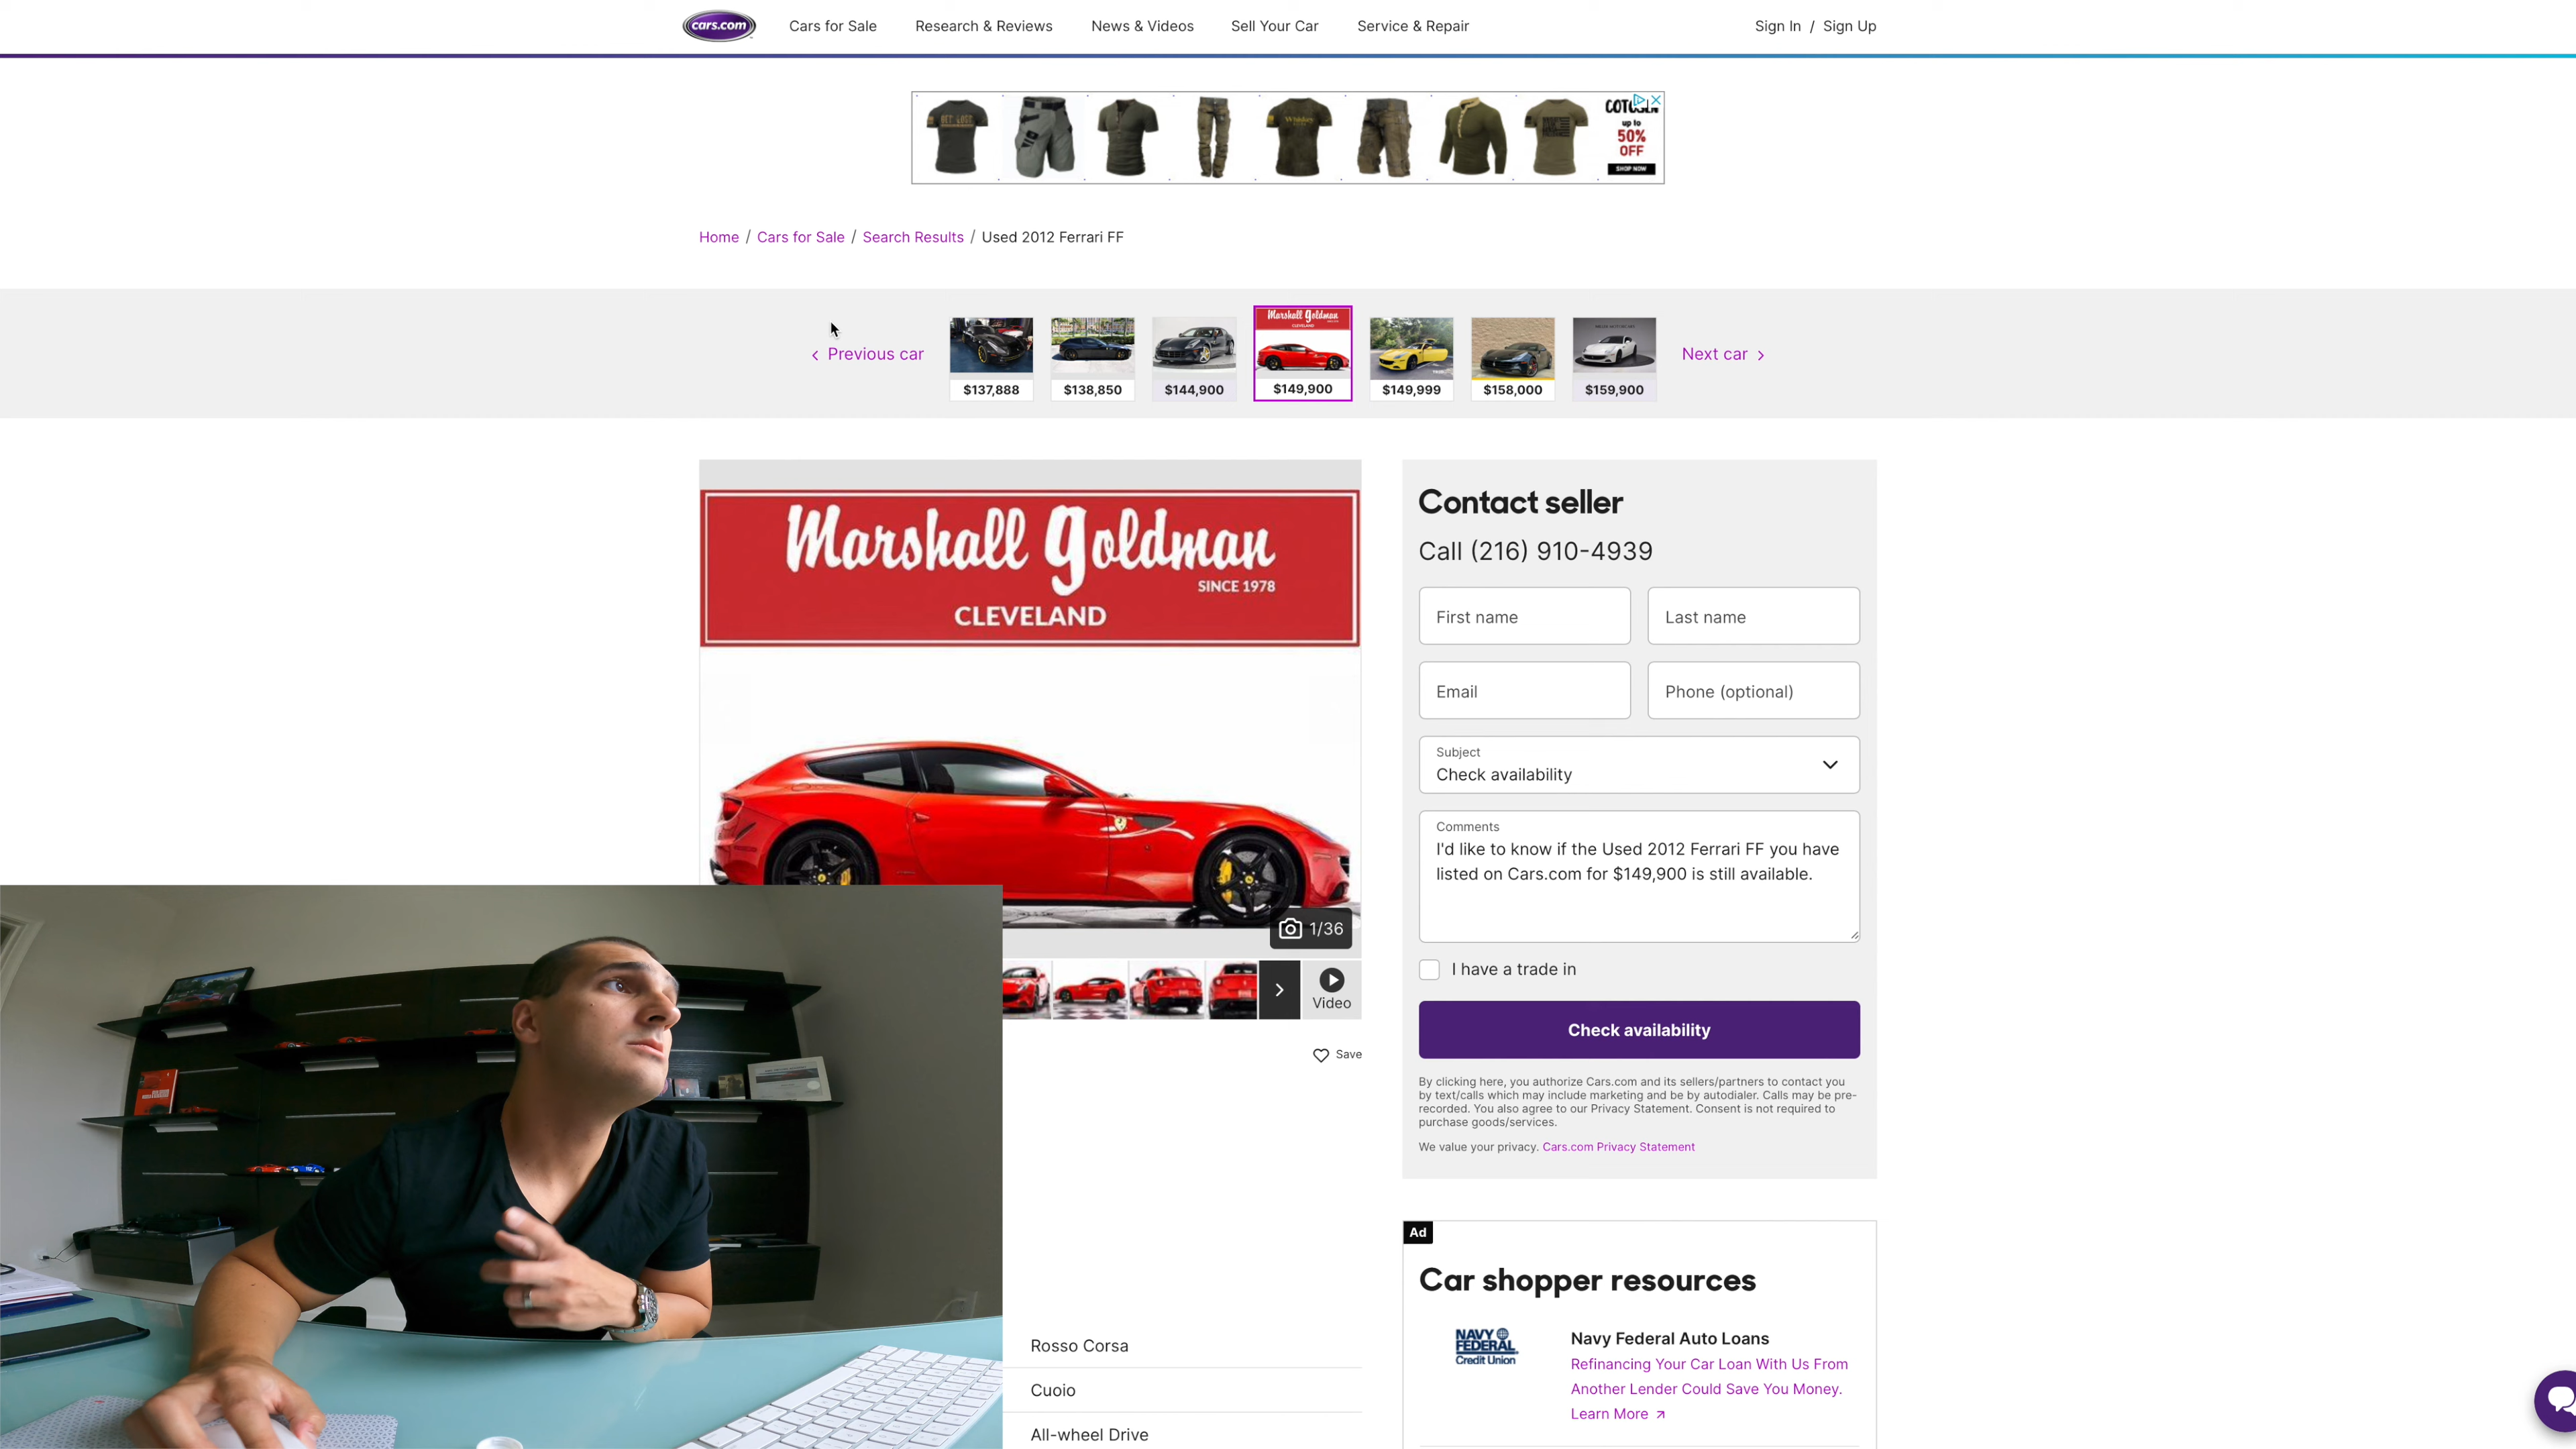 cars.com
Cars for Sale
Research & Reviews
News & Videos
Sell Your Car
Service & Repair
Sign In / Sign Up
COTOSEN
up to
50%
OFF
SHOP NOW
Whiskey
Home / Cars for Sale / Search Results / Used 2012 Ferrari FF
Previous car
$137,888
$138,850
$144,900
Marshall Goldman
CLEVELAND
$149,900
$149,999
$158,000
$159,900
Next car
Marshall Goldman
SINCE 1978
CLEVELAND
1/36
Video
Save
Contact seller
Call (216) 910-4939
First name
Last name
Email
Phone (optional)
Subject
Check availability
Comments
I'd like to know if the Used 2012 Ferrari FF you have
listed on Cars.com for $149,900 is still available.
I have a trade in
Check availability
By clicking here, you authorize Cars.com and its sellers/partners to contact you
by text/calls which may include marketing and be by autodialer. Calls may be pre-
recorded. You also agree to our Privacy Statement. Consent is not required to
purchase goods/services.
We value your privacy. Cars.com Privacy Statement
Rosso Corsa
Cuoio
All-wheel Drive
Ad
Car shopper resources
NAVY
FEDERAL
Credit Union
Navy Federal Auto Loans
Refinancing Your Car Loan With Us From
Another Lender Could Save You Money.
Learn More